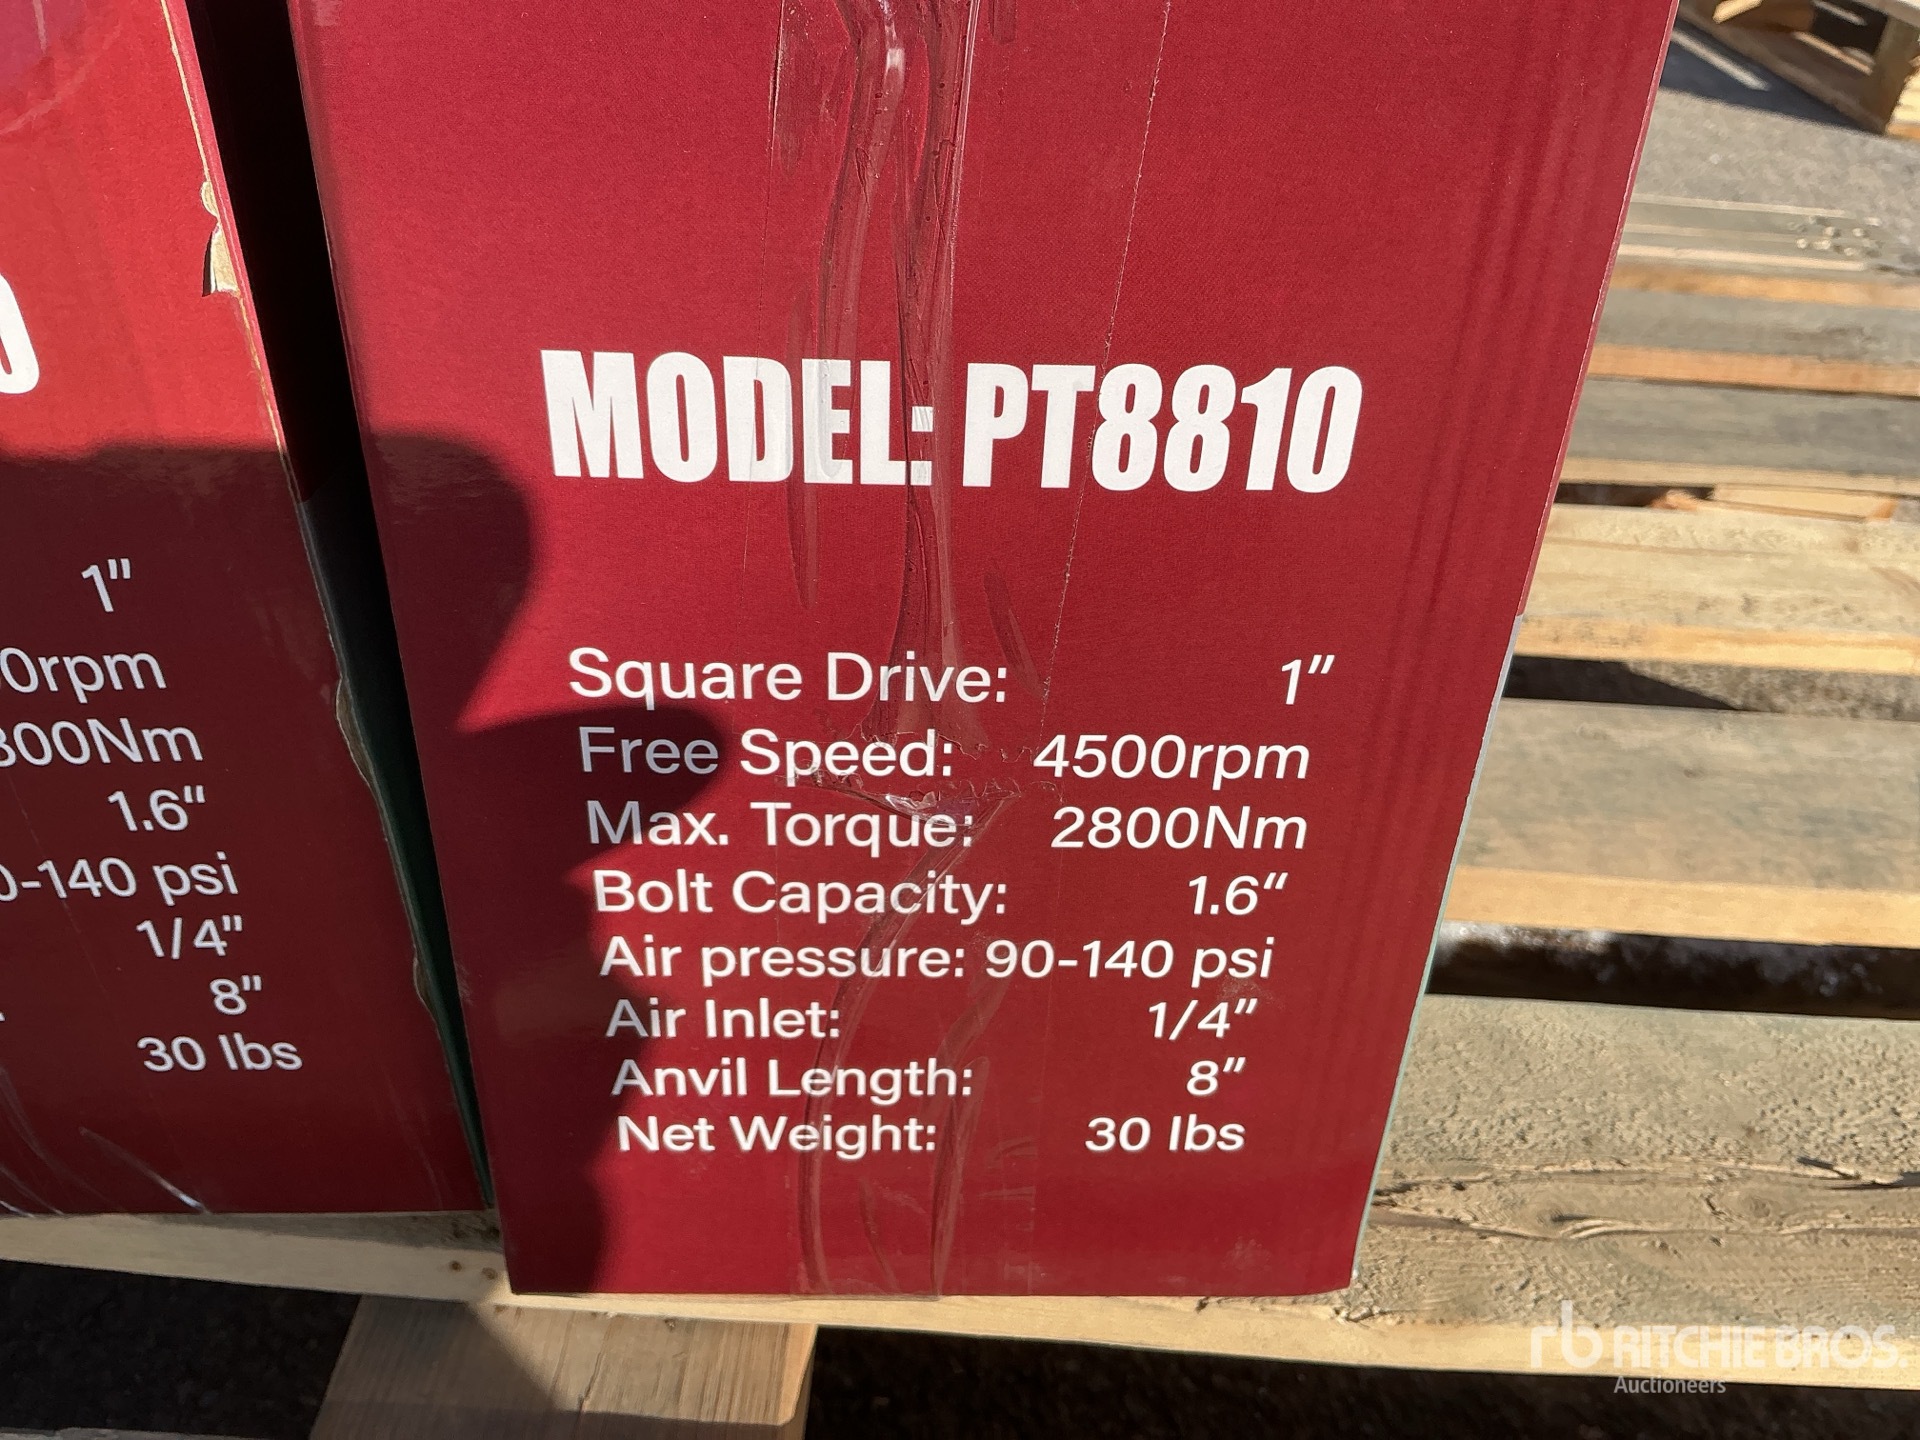 0
1"
0rpm
800Nm
1.6"
0-140 psi
1/4"
8"
30 lbs
MODEL: PT8810
Square Drive: 1"
Free Speed: 4500rpm
Max. Torque: 2800Nm
Bolt Capacity: 1.6"
Air pressure: 90-140 psi
Air Inlet: 1/4"
Anvil Length: 8"
Net Weight: 30 lbs
rb RITCHIE BROS.
Auctioneers